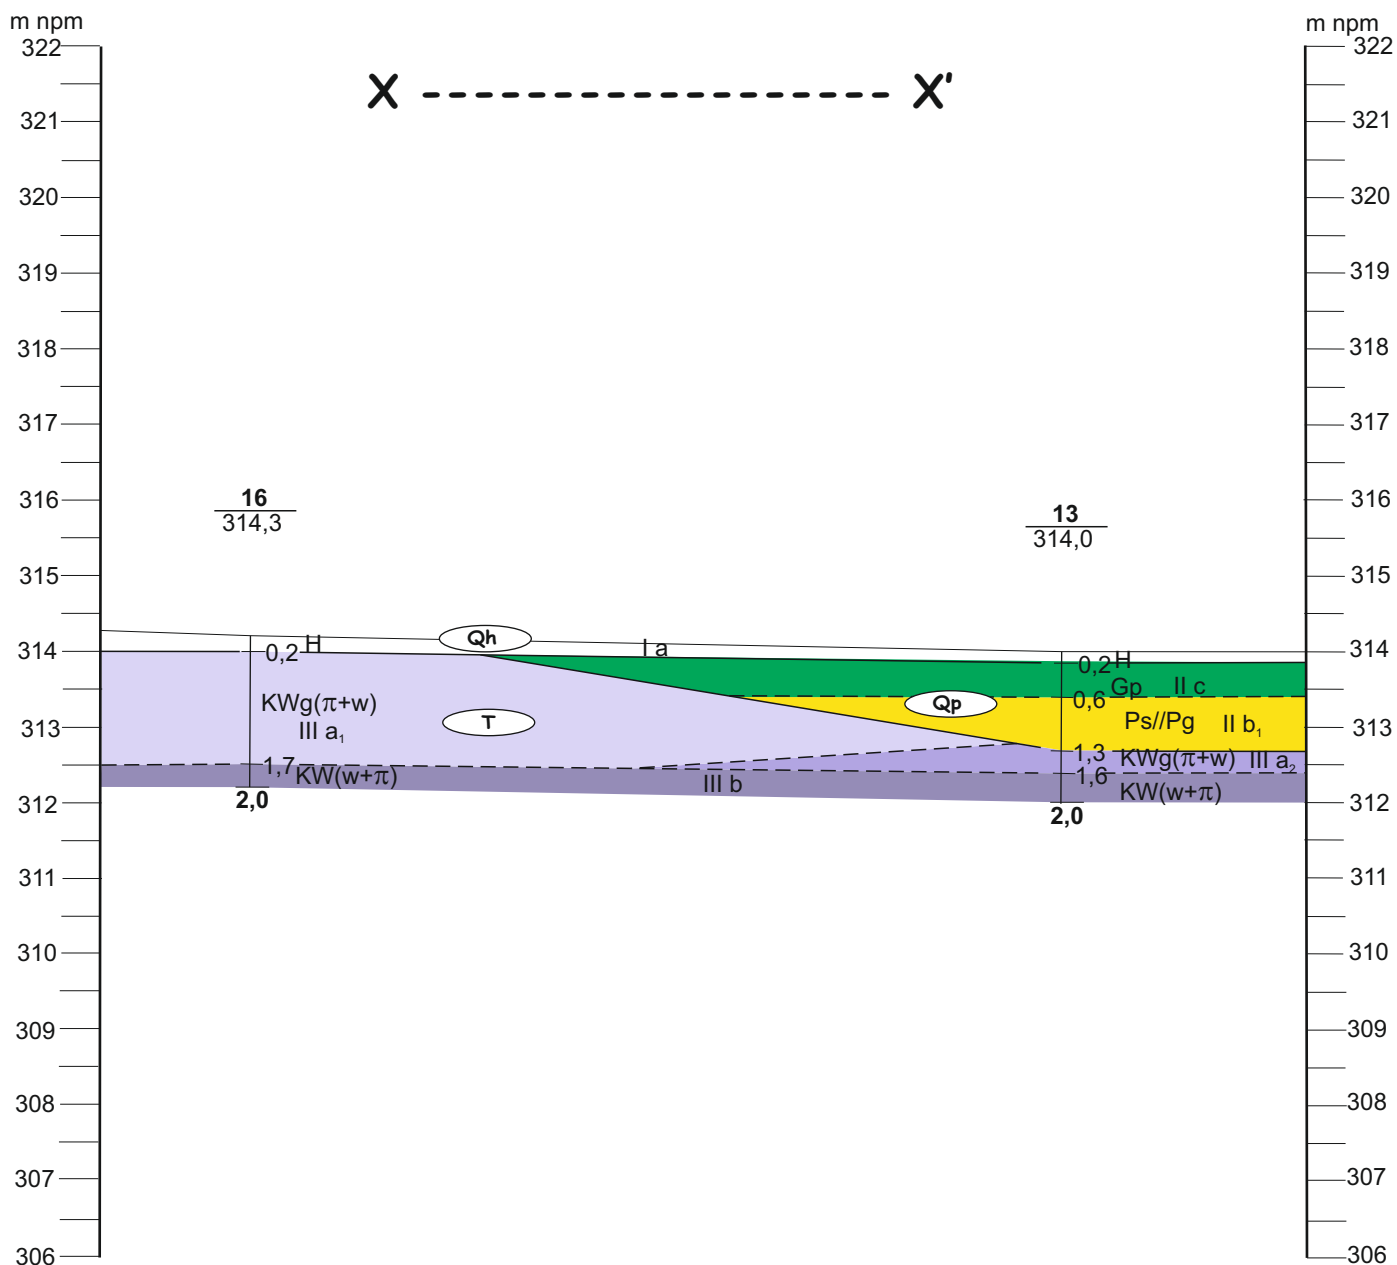 m npm m npm
322 322
X X'
321 321
320 320
319 319
318 318
317 317
316 16 316
314,3 13
314,0
315 315
Qh
314 0,2 H I a 0,2 H 314
Gp II c
KWg(π+w) Qp 0,6
III a₁ T Ps//Pg II b₁
313 313
1,3 KWg(π+w) III a₂
1,7 KW(w+π) III b 1,6 KW(w+π)
312 2,0 312
2,0
311 311
310 310
309 309
308 308
307 307
306 306